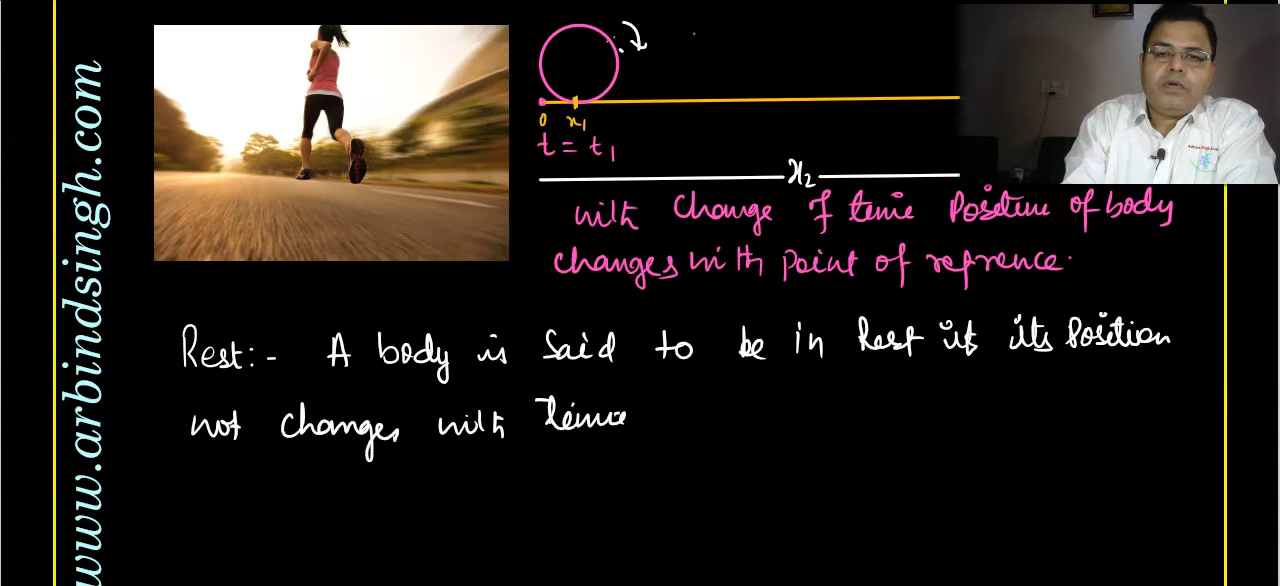 www.arbindsingh.com
0 x₁
t = t₁
x₂
with change of time Position of body
changes with point of refrence.
Rest:- A body is said to be in Rest if its Position
not changes with time